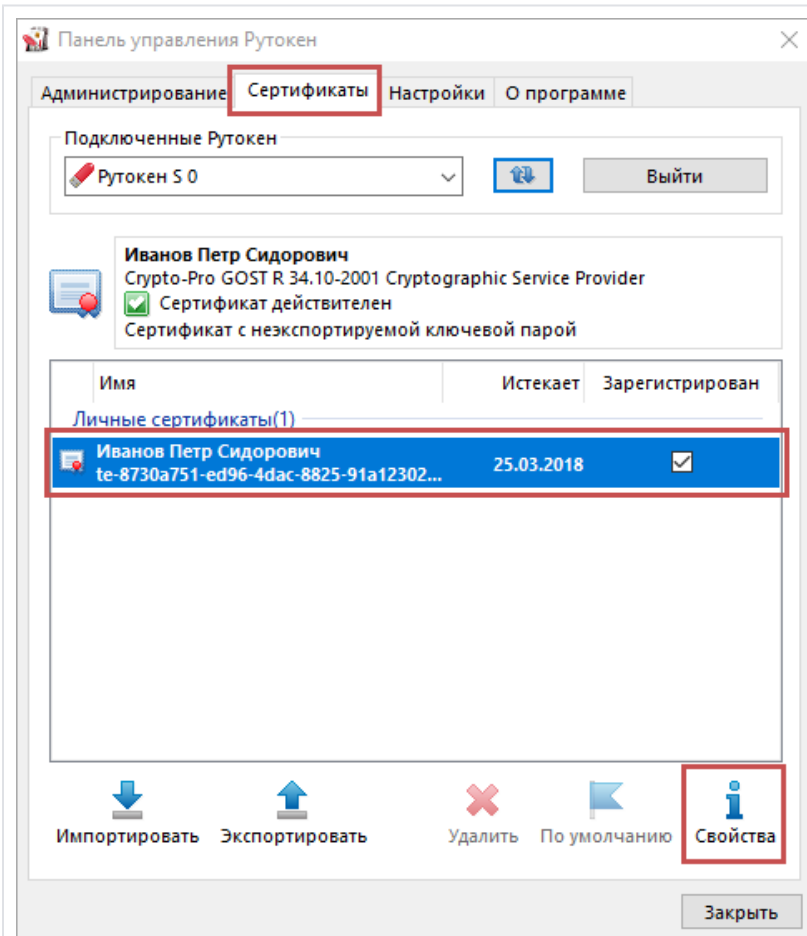 Панель управления Рутокен
Администрирование Сертификаты Настройки О программе
Подключенные Рутокен
Рутокен S 0 Выйти
Иванов Петр Сидорович
Crypto-Pro GOST R 34.10-2001 Cryptographic Service Provider
Сертификат действителен
Сертификат с неэкспортируемой ключевой парой
Имя Истекает Зарегистрирован
Личные сертификаты(1)
Иванов Петр Сидорович
te-8730a751-ed96-4dac-8825-91a12302... 25.03.2018
Импортировать Экспортировать Удалить По умолчанию Свойства
Закрыть